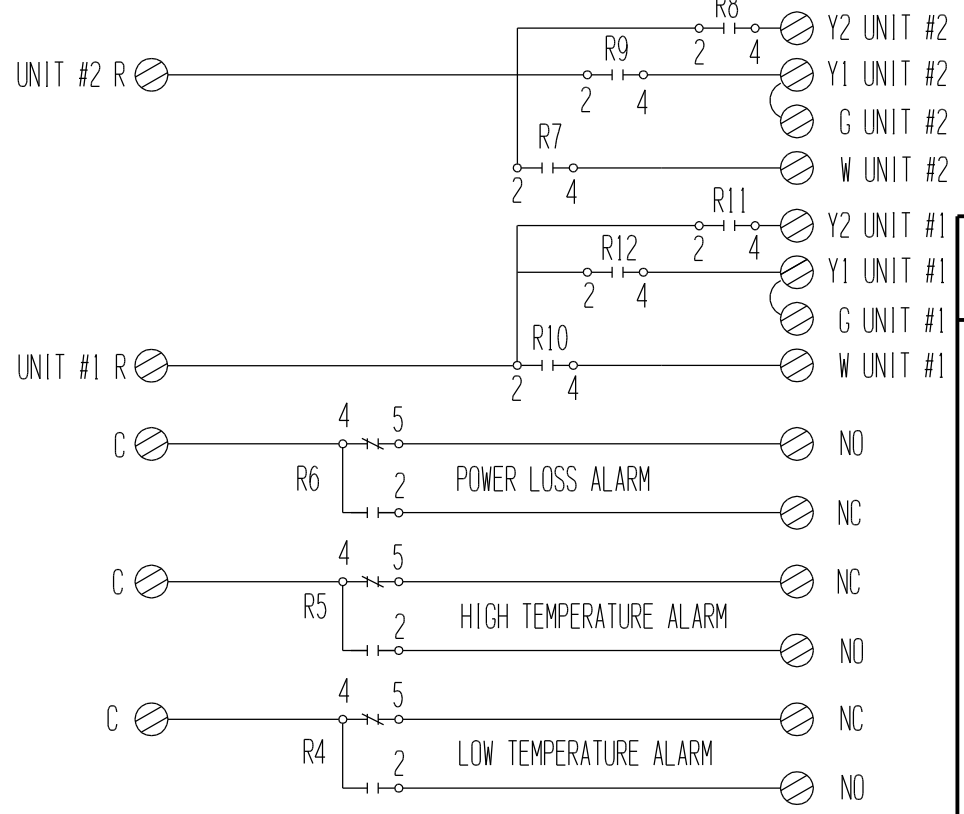 R8
2 4 Y2 UNIT #2
R9
UNIT #2 R
2 4 Y1 UNIT #2
G UNIT #2
R7
2 4 W UNIT #2
R11
2 4 Y2 UNIT #1
R12
2 4 Y1 UNIT #1
G UNIT #1
R10
UNIT #1 R
2 4 W UNIT #1
4 5
C NO
R6 2 POWER LOSS ALARM
NC
4 5
C NC
R5 2 HIGH TEMPERATURE ALARM
NO
4 5
C NC
R4 2 LOW TEMPERATURE ALARM
NO